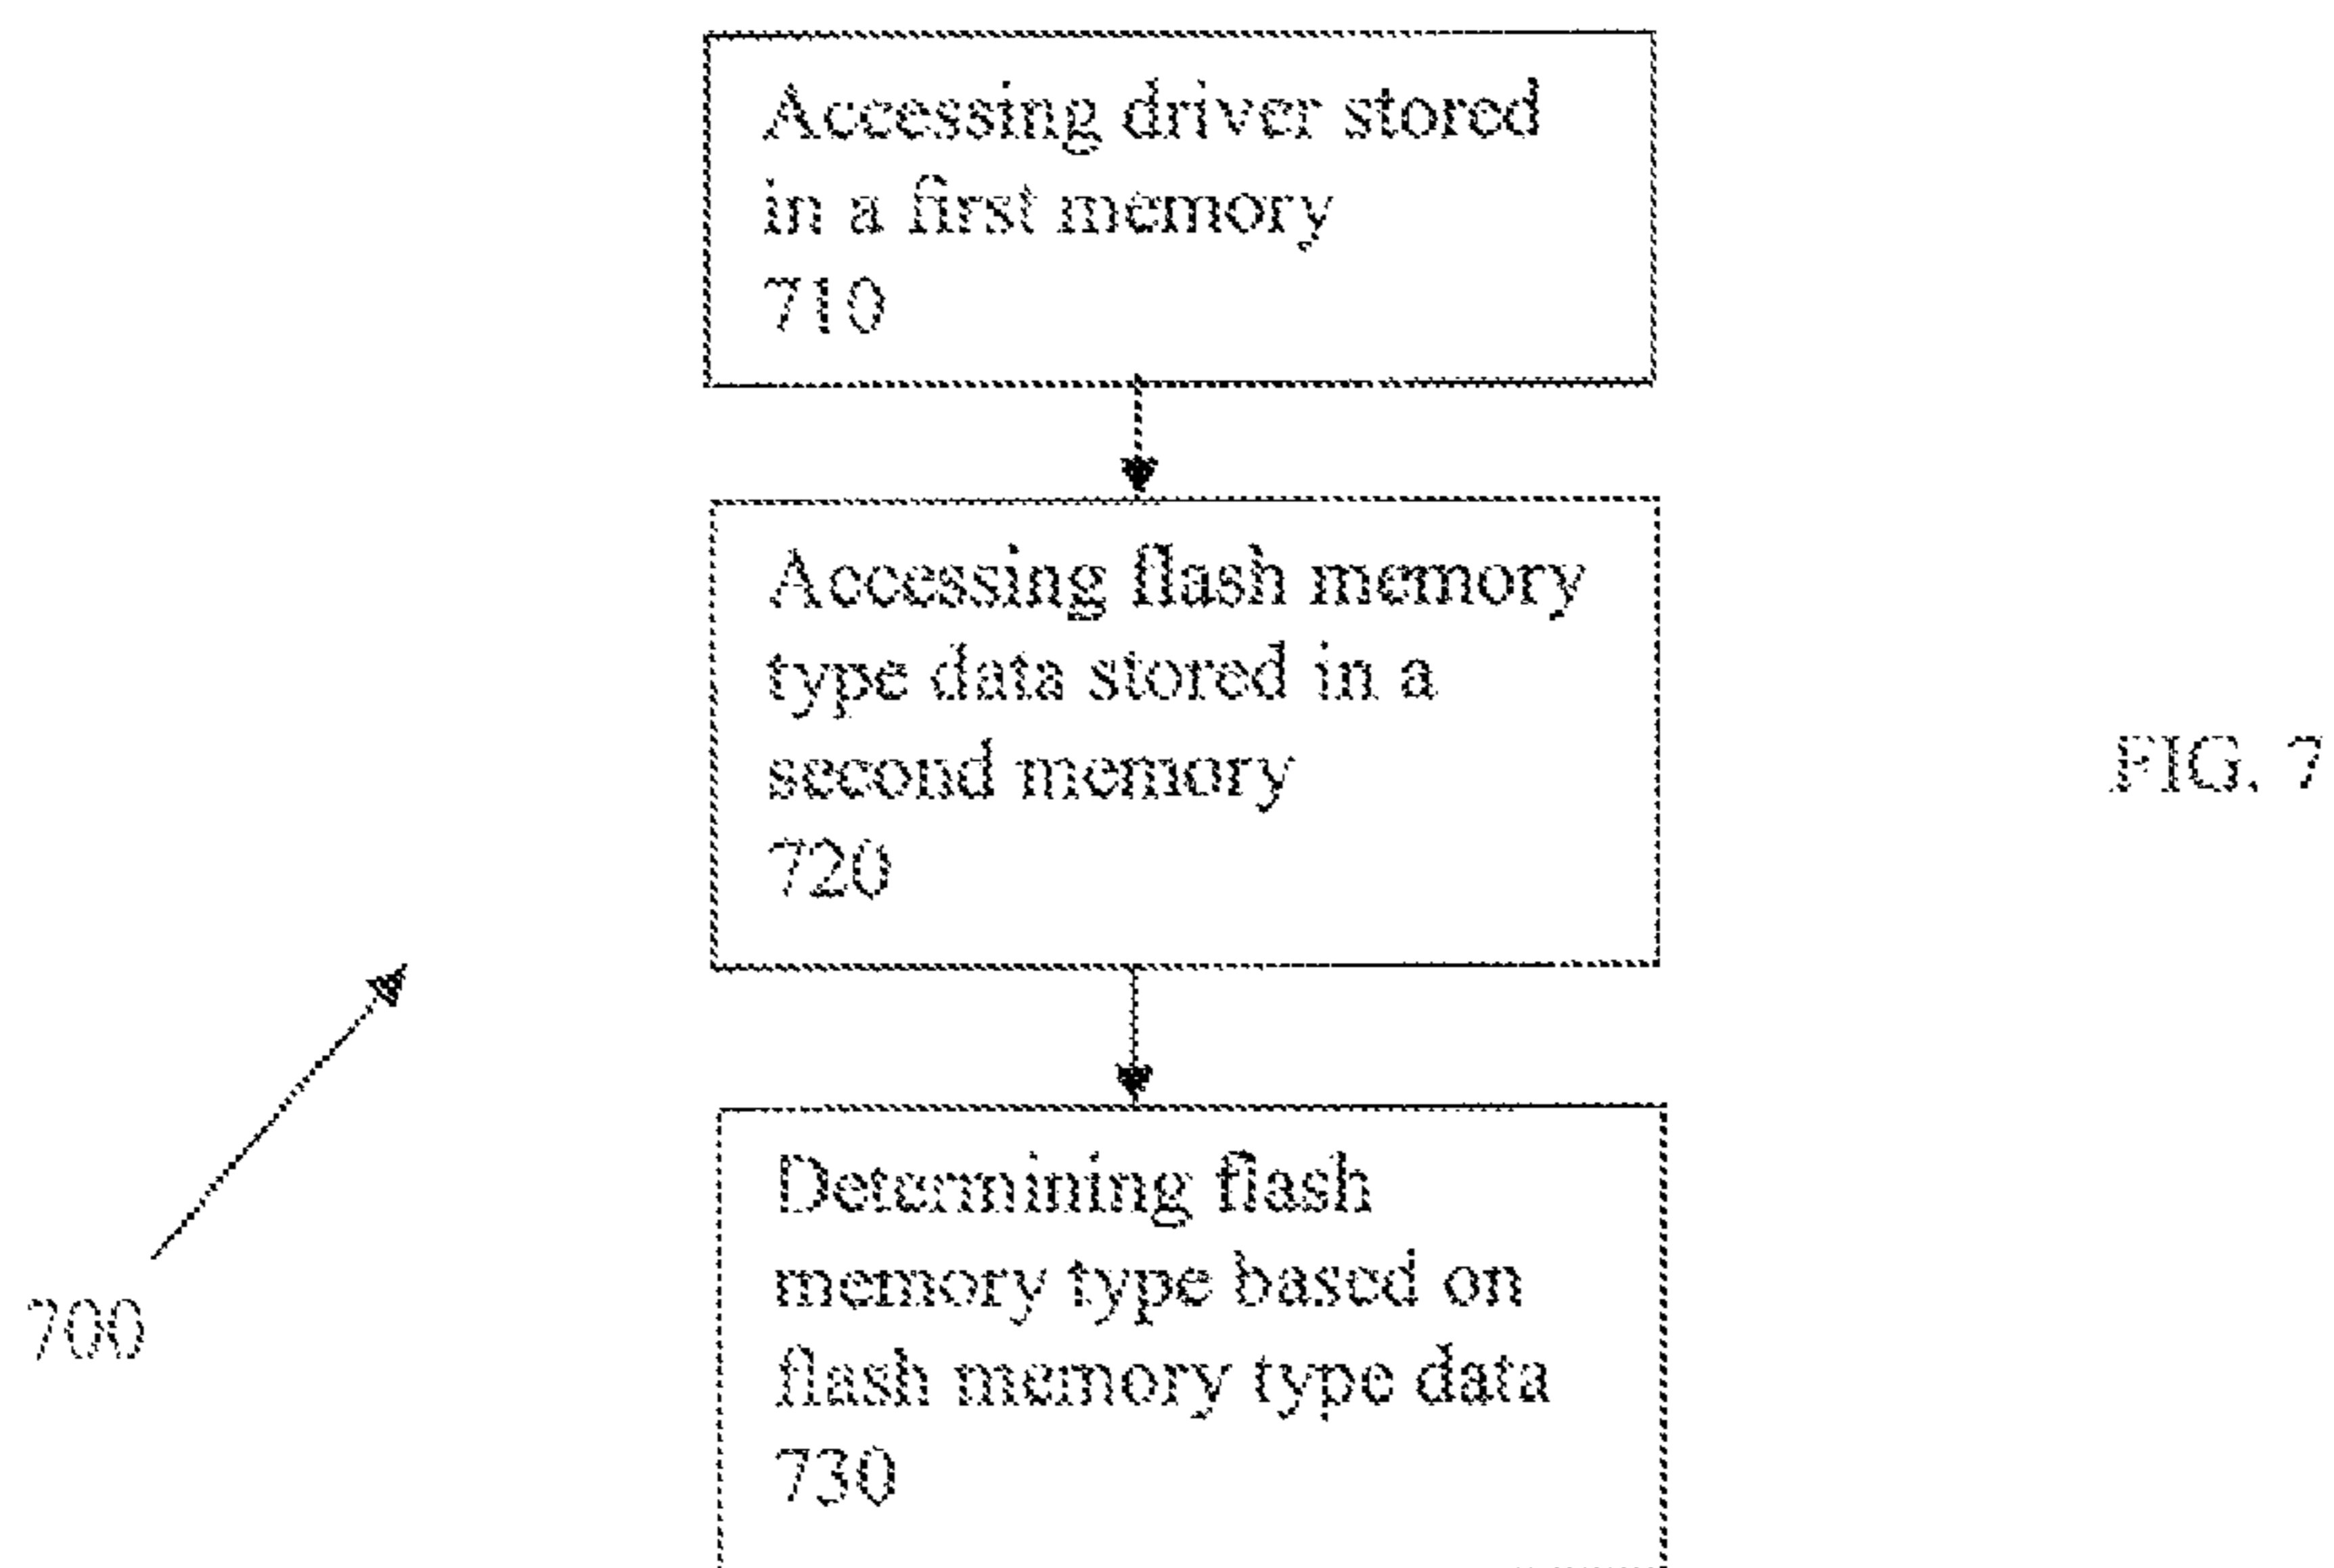 Accessing driver stored
in a first memory
710
Accessing flash memory
type data stored in a
second memory
720
FIG. 7
Determining flash
memory type based on
flash memory type data
730
700